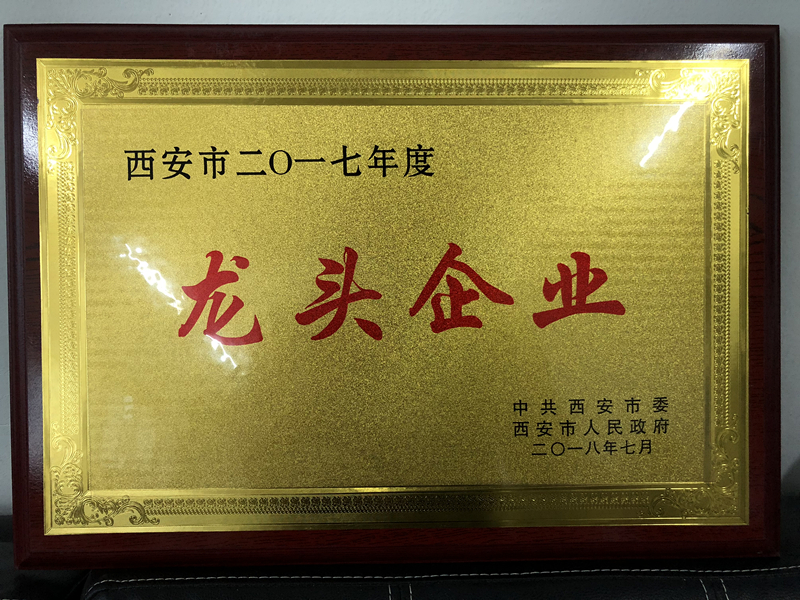 西安市二〇一七年度
龙头企业
中共西安市委
西安市人民政府
二〇一八年七月